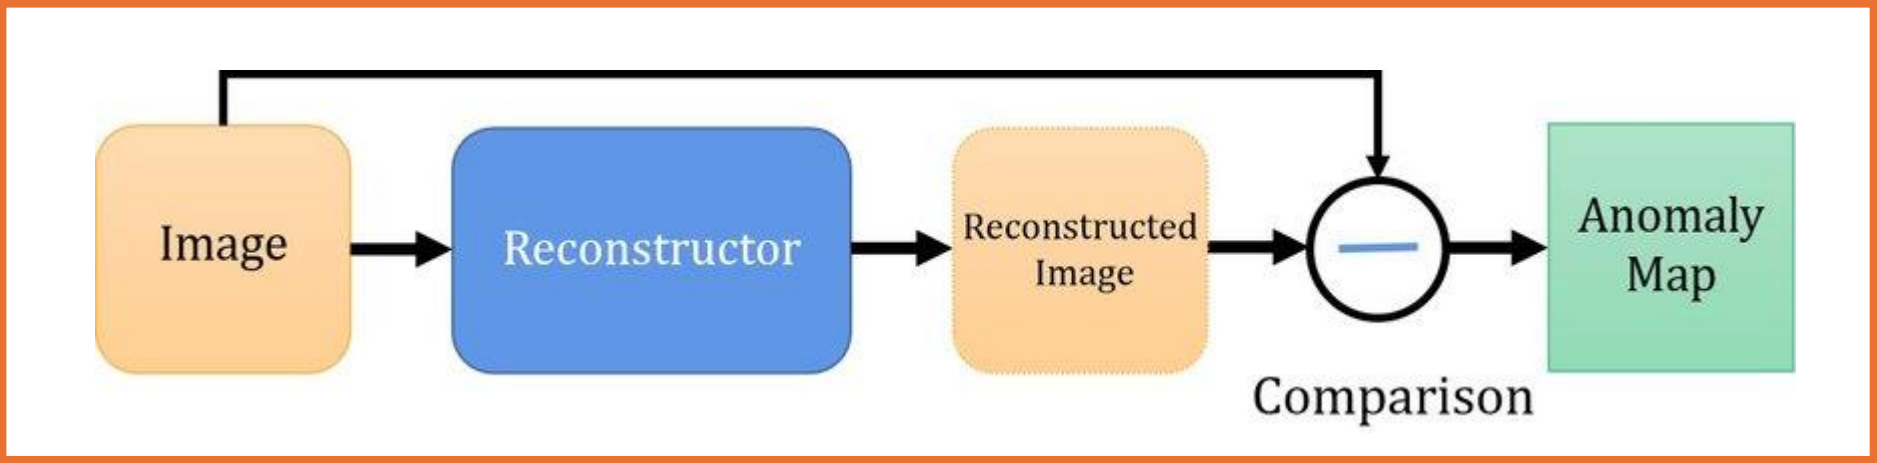 Image
Reconstructor
Reconstructed
Image
Comparison
Anomaly
Map